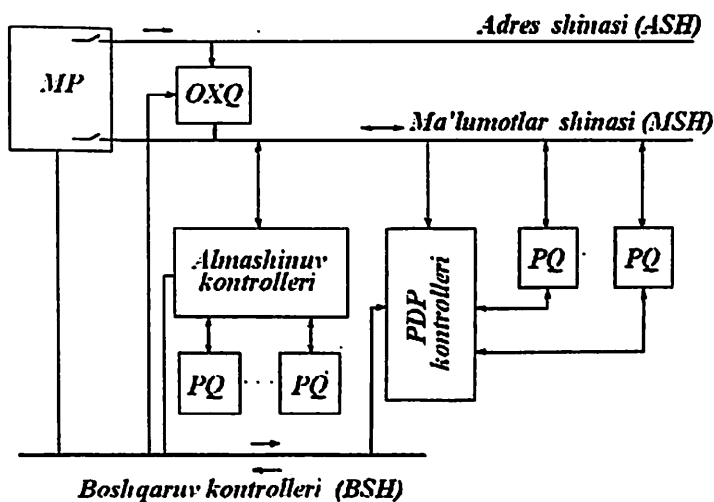 Adres shinasi (ASH)
MP
OXQ
Ma'lumotlar shinasi (MSH)
Almashinuv
kontrolleri
PDP
kontrolleri
PQ
PQ
PQ
PQ
Boshqaruv kontrolleri (BSH)